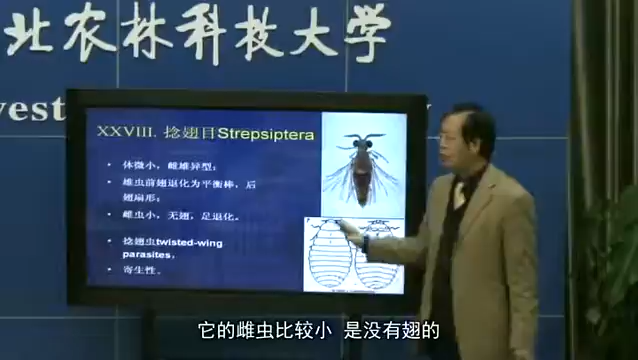 北农林科技大学
vest
y
XXVIII. 捻翅目Strepsiptera
• 体微小，雌雄异型；
• 雄虫前翅退化为平衡棒，后
翅扇形；
• 雌虫小，无翅，足退化。
• 捻翅虫twisted-wing
parasites，
• 寄生性。
它的雌虫比较小 是没有翅的